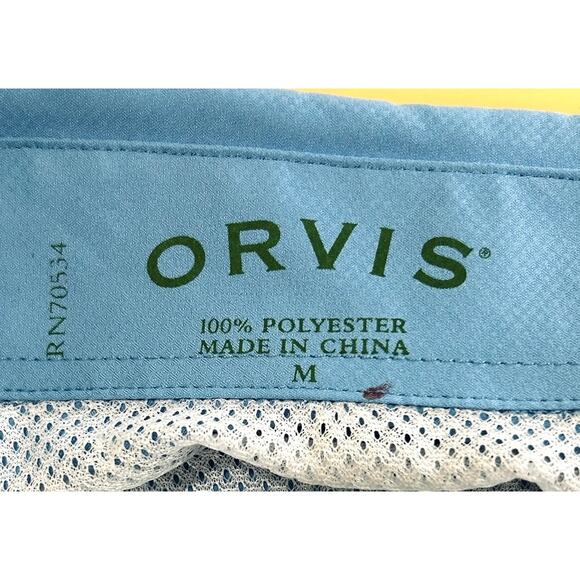 ORVIS®
100% POLYESTER
MADE IN CHINA
M
RN70534